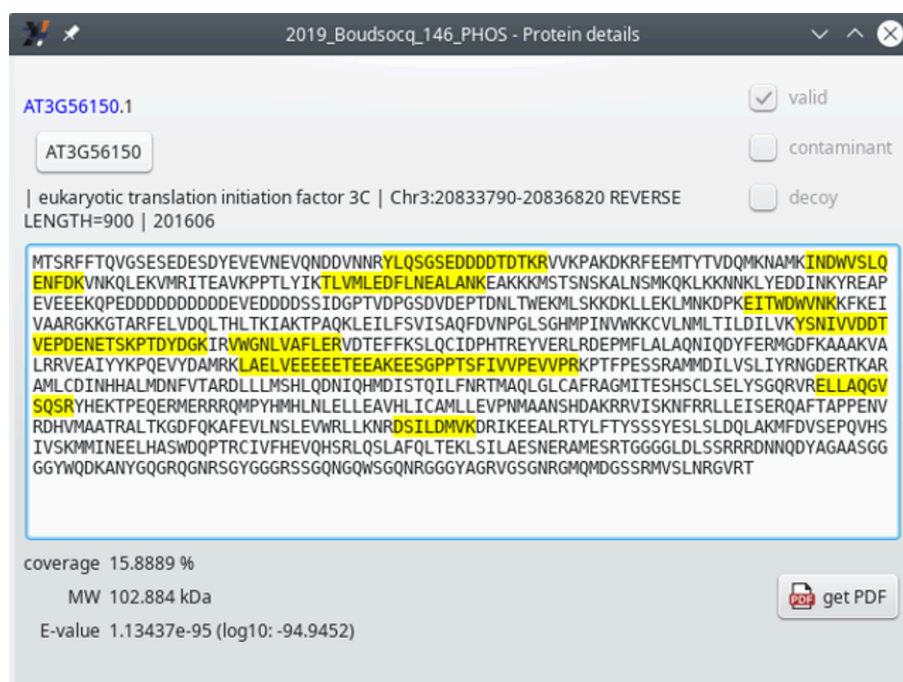 2019_Boudsocq_146_PHOS - Protein details
AT3G56150.1
valid
AT3G56150
contaminant
| eukaryotic translation initiation factor 3C | Chr3:20833790-20836820 REVERSE
LENGTH=900 | 201606
decoy
MTSRFFTQVGSESEDESDYEVEVNEVQNDDVNNRYLQSGSEDDDDTDTKRVVKPAKDKRFEEMTYTVDQMKNAMKINDWVSLQ
ENFDKVNKQLEKVMRITEAVKPPTLYIKTLVMLEDFLNEALANKEAKKKMSTSNSKALNSMKQKLKKNNKLYEDDINKYREAP
EVEEEKQPEDDDDDDDDDDEVEDDDDSSIDGPTVDPGSDVDEPTDNLTWEKMLSKKDKLLEKLMNKDPKEITWDWVNKKFKEI
VAARGKKGTARFELVDQLTHLTKIAKTPAQKLEILFSVISAQFDVNPGLSGHMPINVWKKCVLNMLTILDILVKYSNIVVDDT
VEPDENETSKPTDYDGKIRVWGNLVAFLERVDTEFFKSLQCIDPHTREYVERLRDEPMFLALAQNIQDYFERMGDFKAAAKVA
LRRVEAIYYKPQEVYDAMRKLAELVEEEEETEEAKEESGPPTSFIVVPEVVPRKPTFPESSRAMMDILVSLIYRNGDERTKAR
AMLCDINHHALMDNFVTARDLLLMSHLQDNIQHMDISTQILFNRTMAQLGLCAFRAGMITESHSCLSELYSGQRVRELLAQGV
SQSRYHEKTPEQERMERRRQMPYHMHLNLELLEAVHLICAMLLEVPNMAANSHDAKRRVISKNFRRLLEISERQAFTAPPENV
RDHVMAATRALTKGDFQKAFEVLNSLEVWRLLKNRDSILDMVKDRIKEEALRTYLFTYSSSYESLSLDQLAKMFDVSEPQVHS
IVSKMMINEELHASWDQPTRCIVFHEVQHSRLQSLAFQLTEKLSILAESNERAMESRTGGGGLDLSSRRRDNNQDYAGAASGG
GGYWQDKANYGQGRQGNRSGYGGGRSSGQNGQWSGQNRGGGYAGRVGSGNRGMQMDGSSRMVSLNRGVRT
coverage 15.8889 %
MW 102.884 kDa
get PDF
E-value 1.13437e-95 (log10: -94.9452)